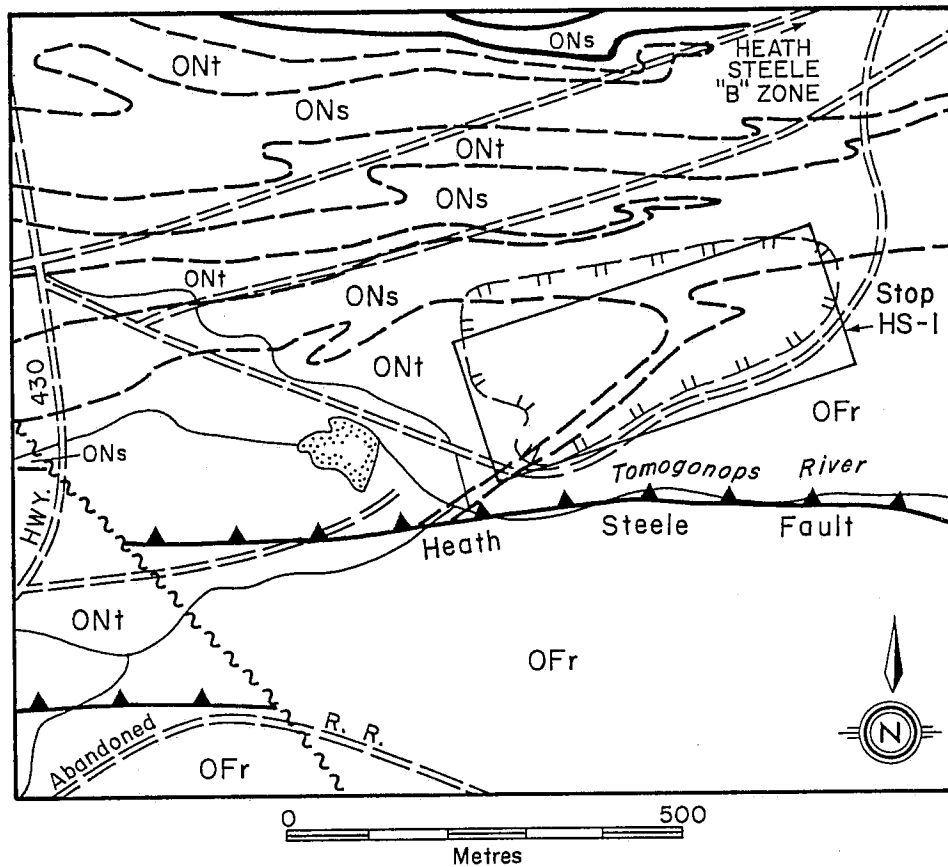 ONs
ONt
HEATH
STEELE
"B" ZONE
ONs
ONt
ONs
ONt
ONs
Stop
HS-1
ONt
430
OFr
ONs
HWY.
Tomogonops River
Heath Steele Fault
ONt
OFr
Abandoned R. R.
OFr
N
0 500
Metres